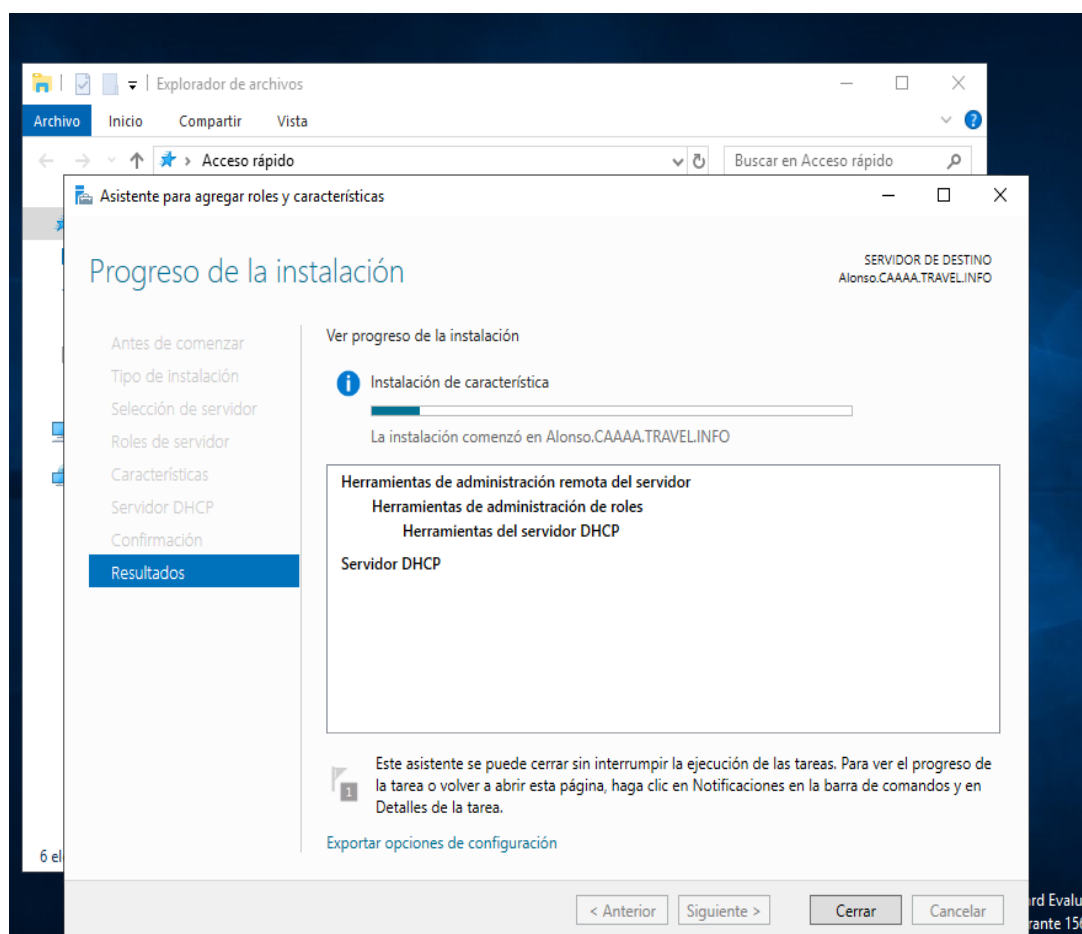 Explorador de archivos
Archivo Inicio Compartir Vista
Acceso rápido Buscar en Acceso rápido
Asistente para agregar roles y características
Progreso de la instalación
SERVIDOR DE DESTINO
Alonso.CAAAA.TRAVEL.INFO
Antes de comenzar
Tipo de instalación
Selección de servidor
Roles de servidor
Características
Servidor DHCP
Confirmación
Resultados
Ver progreso de la instalación
Instalación de característica
La instalación comenzó en Alonso.CAAAA.TRAVEL.INFO
Herramientas de administración remota del servidor
Herramientas de administración de roles
Herramientas del servidor DHCP
Servidor DHCP
1
Este asistente se puede cerrar sin interrumpir la ejecución de las tareas. Para ver el progreso de
la tarea o volver a abrir esta página, haga clic en Notificaciones en la barra de comandos y en
Detalles de la tarea.
Exportar opciones de configuración
6 el
< Anterior Siguiente > Cerrar Cancelar
rd Evalu
rante 15